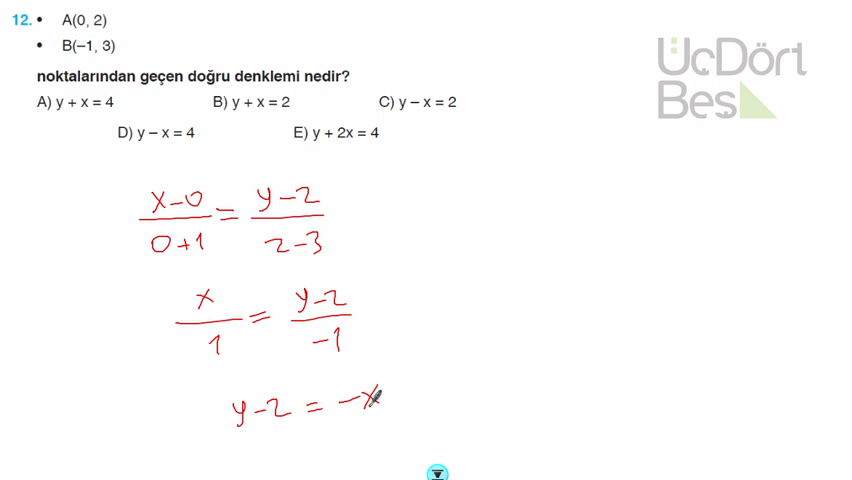 12. • A(0, 2)
• B(–1, 3)
noktalarından geçen doğru denklemi nedir?
A) y + x = 4 B) y + x = 2 C) y – x = 2
D) y – x = 4 E) y + 2x = 4
ÜçDört
Beş
x–0 / 0+1 = y–2 / 2–3
x / 1 = y–2 / –1
y–2 = –x